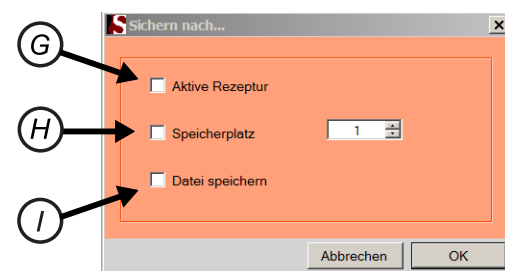 Sichern nach...
G
Aktive Rezeptur
H
Speicherplatz 1
Datei speichern
I
Abbrechen OK